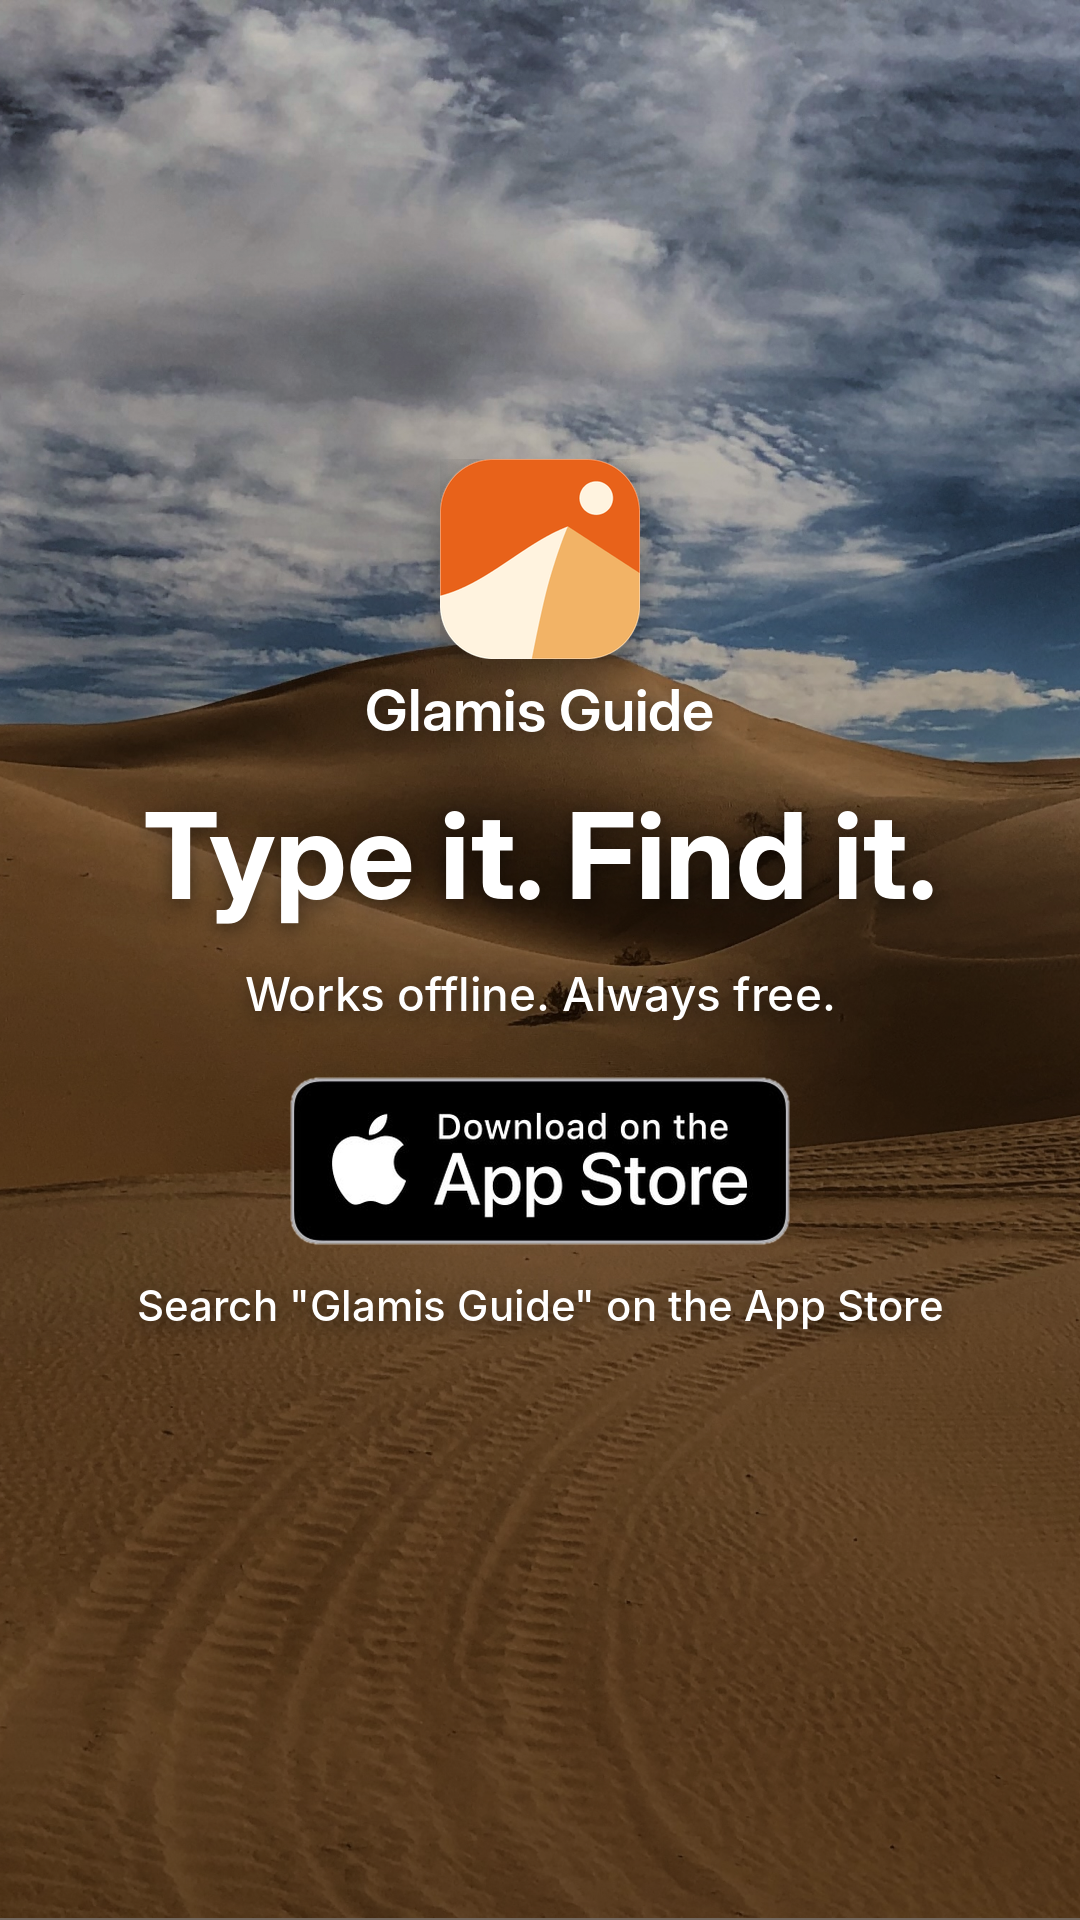 Glamis Guide
Type it. Find it.
Works offline. Always free.
Download on the
App Store
Search "Glamis Guide" on the App Store